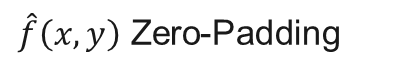 f̂(x, y) Zero-Padding